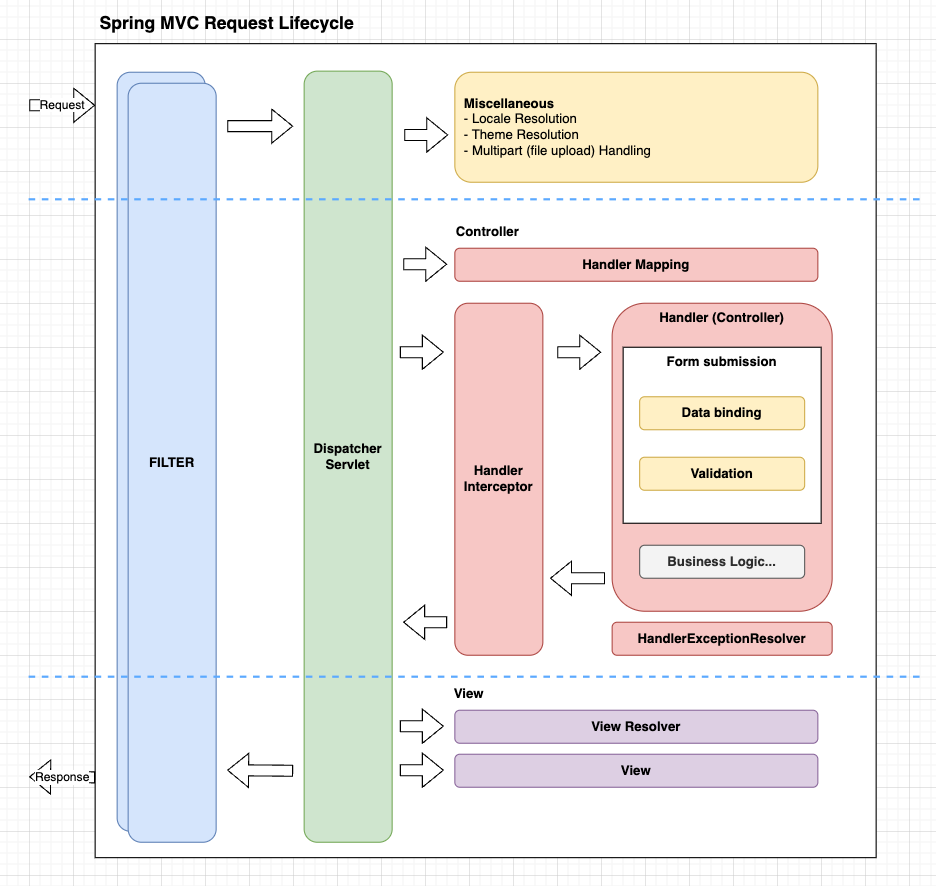 Spring MVC Request Lifecycle
Request
Miscellaneous
- Locale Resolution
- Theme Resolution
- Multipart (file upload) Handling
Controller
Handler Mapping
Handler (Controller)
Form submission
Data binding
FILTER
Dispatcher
Servlet
Handler
Interceptor
Validation
Business Logic...
HandlerExceptionResolver
View
View Resolver
View
Response